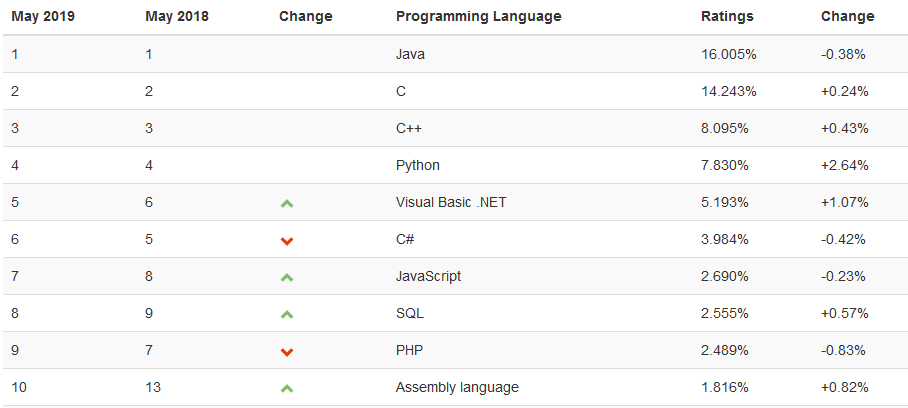 May 2019 May 2018 Change Programming Language Ratings Change
1 1 Java 16.005% -0.38%
2 2 C 14.243% +0.24%
3 3 C++ 8.095% +0.43%
4 4 Python 7.830% +2.64%
5 6 Visual Basic .NET 5.193% +1.07%
6 5 C# 3.984% -0.42%
7 8 JavaScript 2.690% -0.23%
8 9 SQL 2.555% +0.57%
9 7 PHP 2.489% -0.83%
10 13 Assembly language 1.816% +0.82%